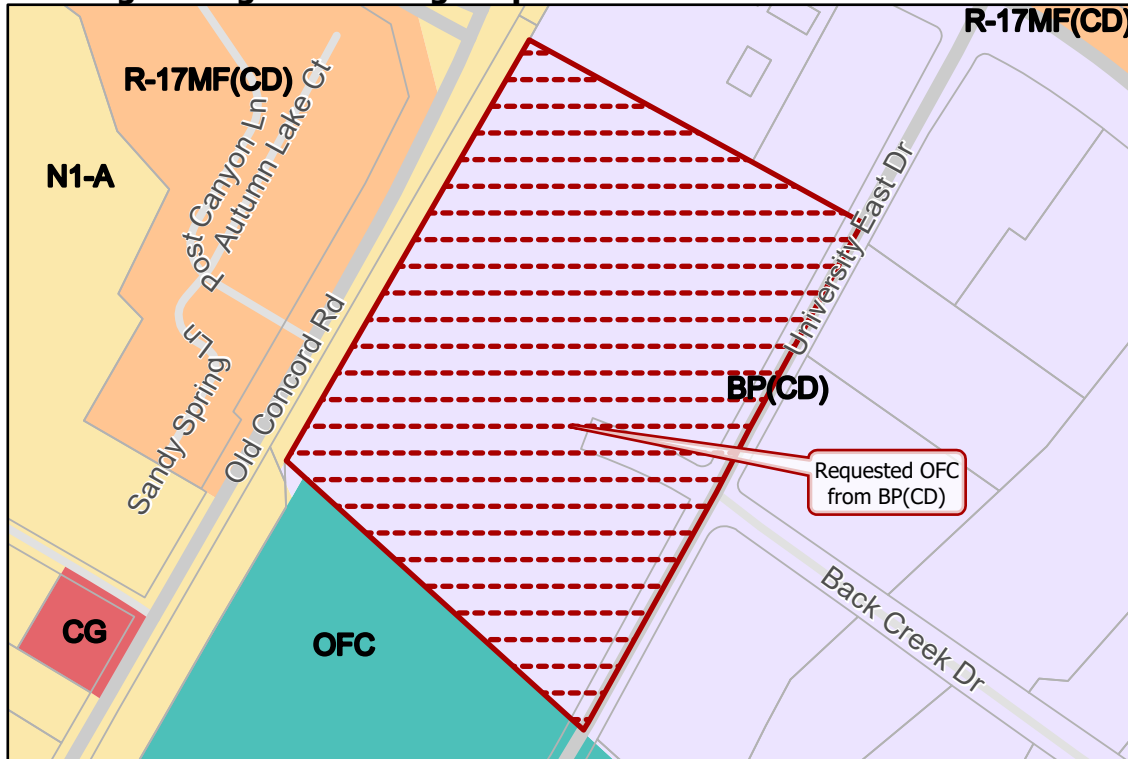 R-17MF(CD)
R-17MF(CD)
Post Canyon Ln
Autumn Lake Ct
N1-A
University East Dr
Old Concord Rd
Sandy Spring Ln
BP(CD)
Requested OFC
from BP(CD)
Back Creek Dr
CG
OFC